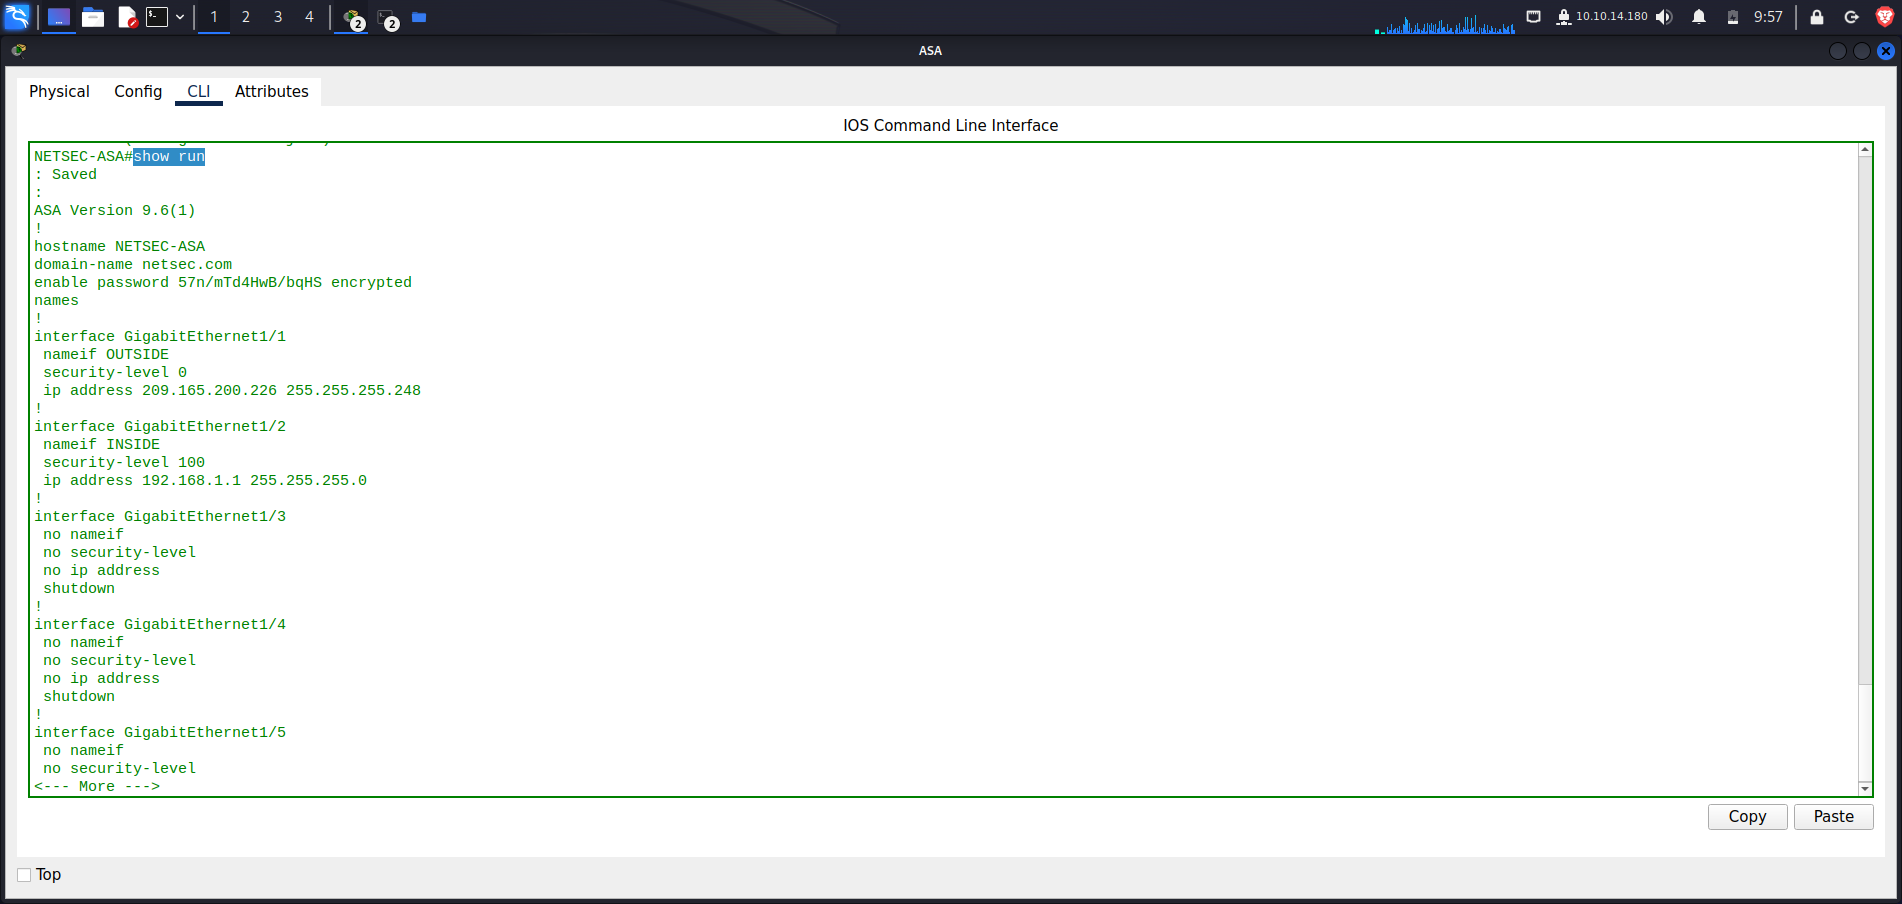 1 2 3 4 2 2 10.10.14.180 9:57
ASA
Physical Config CLI Attributes
IOS Command Line Interface
NETSEC-ASA#show run
: Saved
:
ASA Version 9.6(1)
!
hostname NETSEC-ASA
domain-name netsec.com
enable password 57n/mTd4HwB/bqHS encrypted
names
!
interface GigabitEthernet1/1
 nameif OUTSIDE
 security-level 0
 ip address 209.165.200.226 255.255.255.248
!
interface GigabitEthernet1/2
 nameif INSIDE
 security-level 100
 ip address 192.168.1.1 255.255.255.0
!
interface GigabitEthernet1/3
 no nameif
 no security-level
 no ip address
 shutdown
!
interface GigabitEthernet1/4
 no nameif
 no security-level
 no ip address
 shutdown
!
interface GigabitEthernet1/5
 no nameif
 no security-level
<--- More --->
Copy Paste
Top